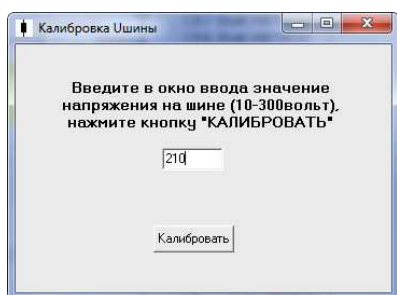 Калибровка Uшины
Введите в окно ввода значение
напряжения на шине (10-300вольт),
нажмите кнопку "КАЛИБРОВАТЬ"
210
Калибровать